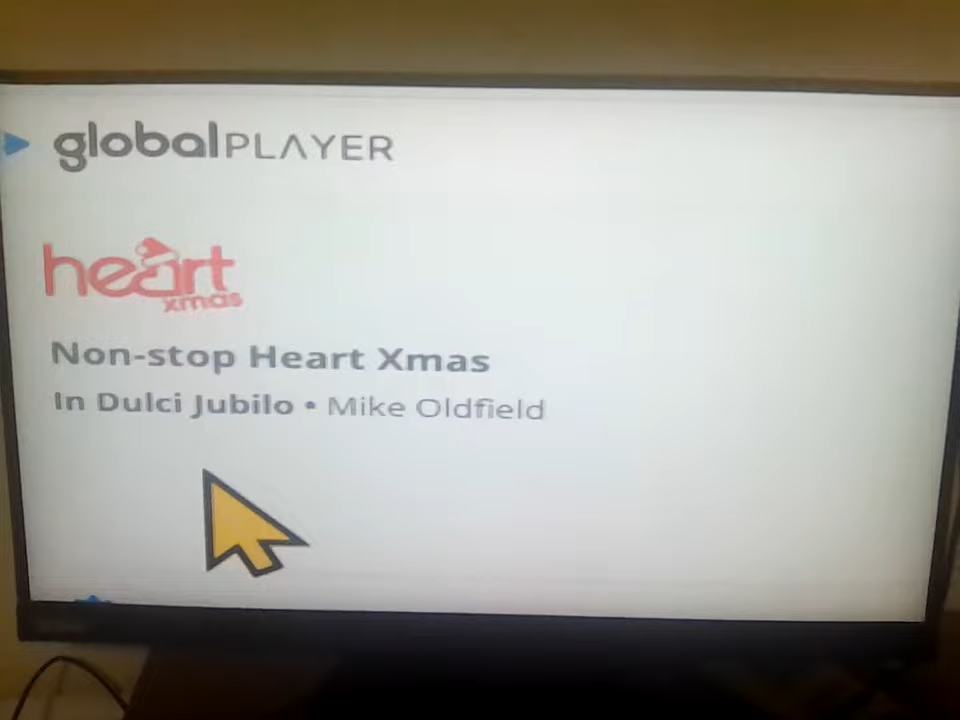 globalPLAYER
heart
xmas
Non-stop Heart Xmas
In Dulci Jubilo • Mike Oldfield